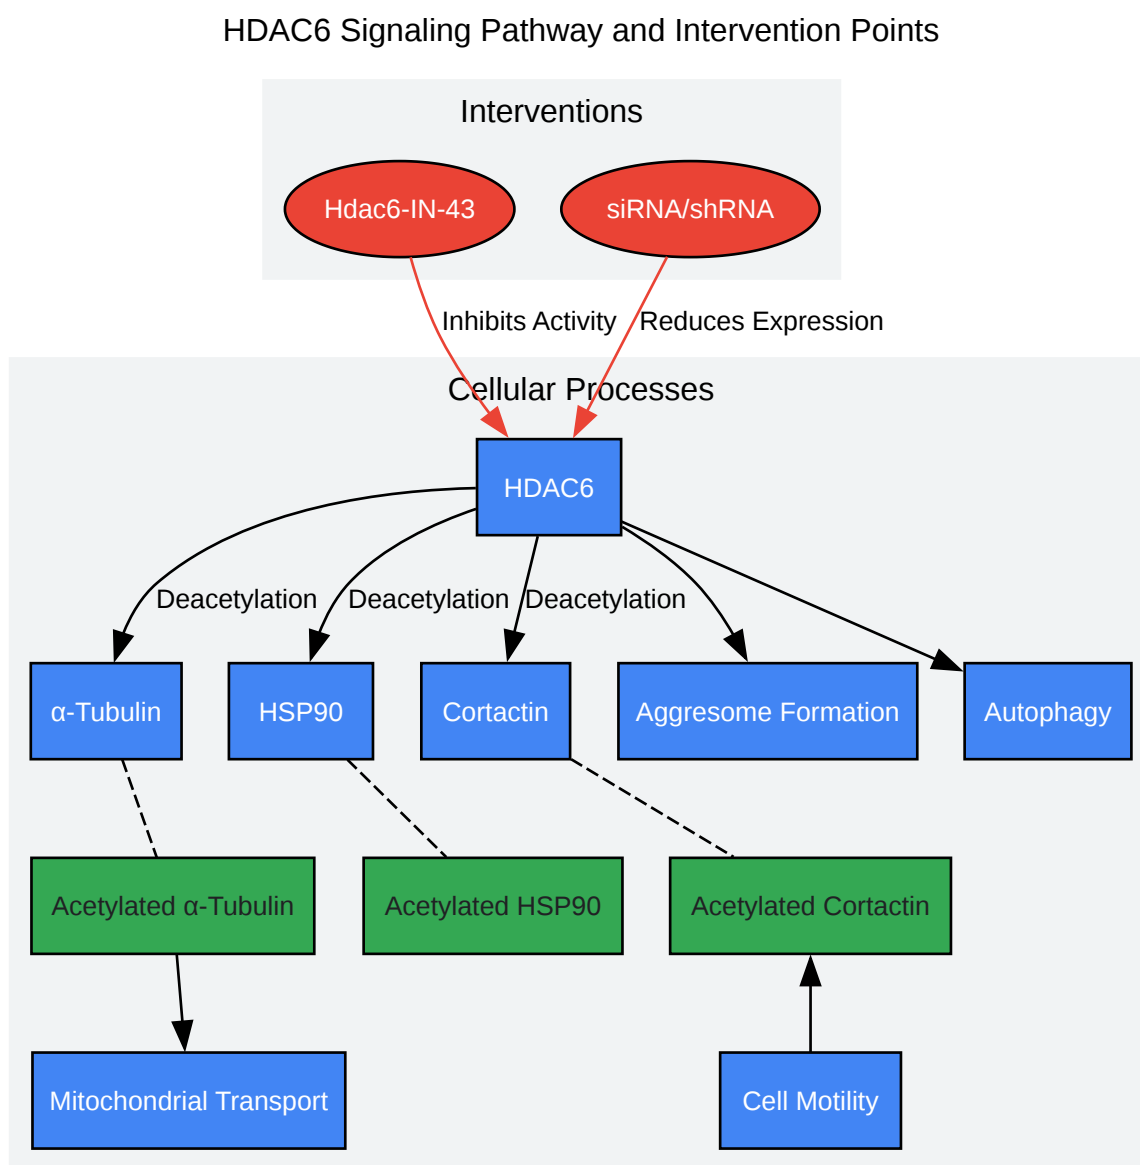 HDAC6 Signaling Pathway and Intervention Points
Interventions
Hdac6-IN-43
siRNA/shRNA
Inhibits Activity
Reduces Expression
Cellular Processes
HDAC6
Deacetylation
Deacetylation
Deacetylation
α-Tubulin
HSP90
Cortactin
Aggresome Formation
Autophagy
Acetylated α-Tubulin
Acetylated HSP90
Acetylated Cortactin
Mitochondrial Transport
Cell Motility